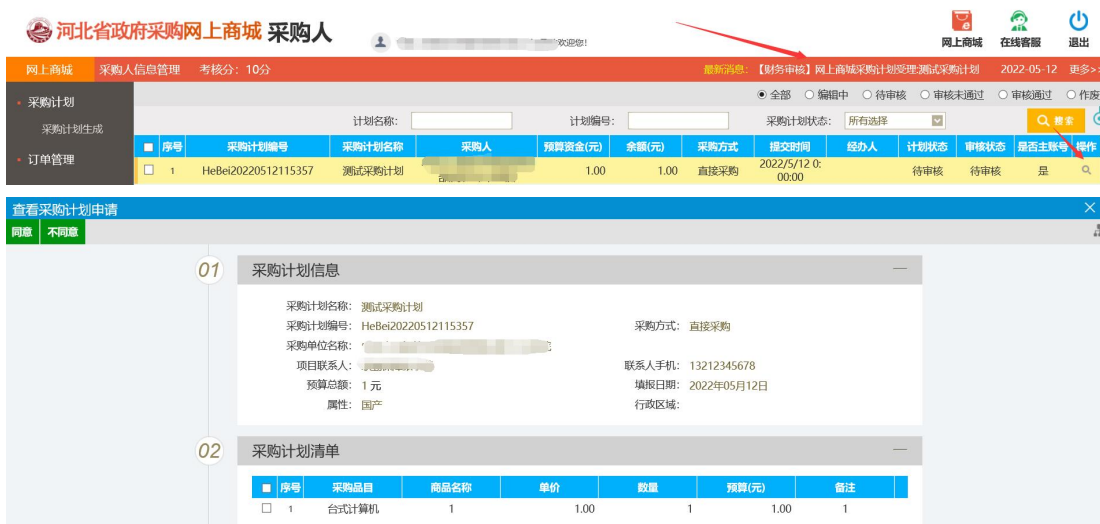 河北省政府采购网上商城 采购人
欢迎您!
网上商城 在线客服 退出
网上商城 采购人信息管理 考核分：10分 最新消息: 【财务审核】网上商城采购计划受理:测试采购计划 2022-05-12 更多>>
采购计划
采购计划生成
订单管理
全部 编辑中 待审核 审核未通过 审核通过 作废
计划名称: 计划编号: 采购计划状态: 所有选择 搜索
序号 采购计划编号 采购计划名称 采购人 预算资金(元) 余额(元) 采购方式 提交时间 经办人 计划状态 审核状态 是否主账号 操作
1 HeBei20220512115357 测试采购计划 1.00 1.00 直接采购 2022/5/12 0:00:00 待审核 待审核 是
查看采购计划申请
同意 不同意
01 采购计划信息
采购计划名称: 测试采购计划
采购计划编号: HeBei20220512115357 采购方式: 直接采购
采购单位名称:
项目联系人: 联系人手机: 13212345678
预算总额: 1 元 填报日期: 2022年05月12日
属性: 国产 行政区域:
02 采购计划清单
序号 采购品目 商品名称 单价 数量 预算(元) 备注
1 台式计算机 1 1.00 1 1.00 1